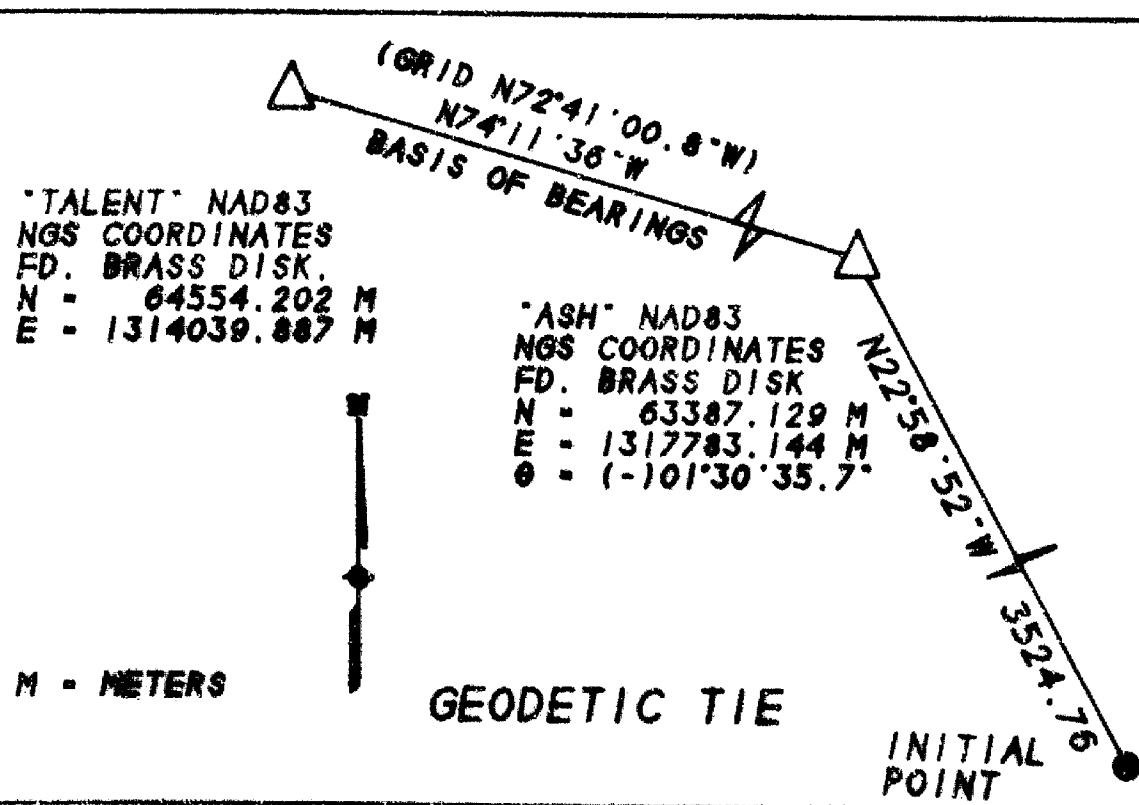 (GRID N72°41'00.8"W)
N74°11'36"W
BASIS OF BEARINGS
"TALENT" NAD83
NGS COORDINATES
FD. BRASS DISK.
N = 64554.202 M
E = 1314039.887 M
"ASH" NAD83
NGS COORDINATES
FD. BRASS DISK
N = 63387.129 M
E = 1317783.144 M
θ = (-)01°30'35.7"
N22°58'52"W 3524.76
N
M = METERS
GEODETIC TIE
INITIAL
POINT